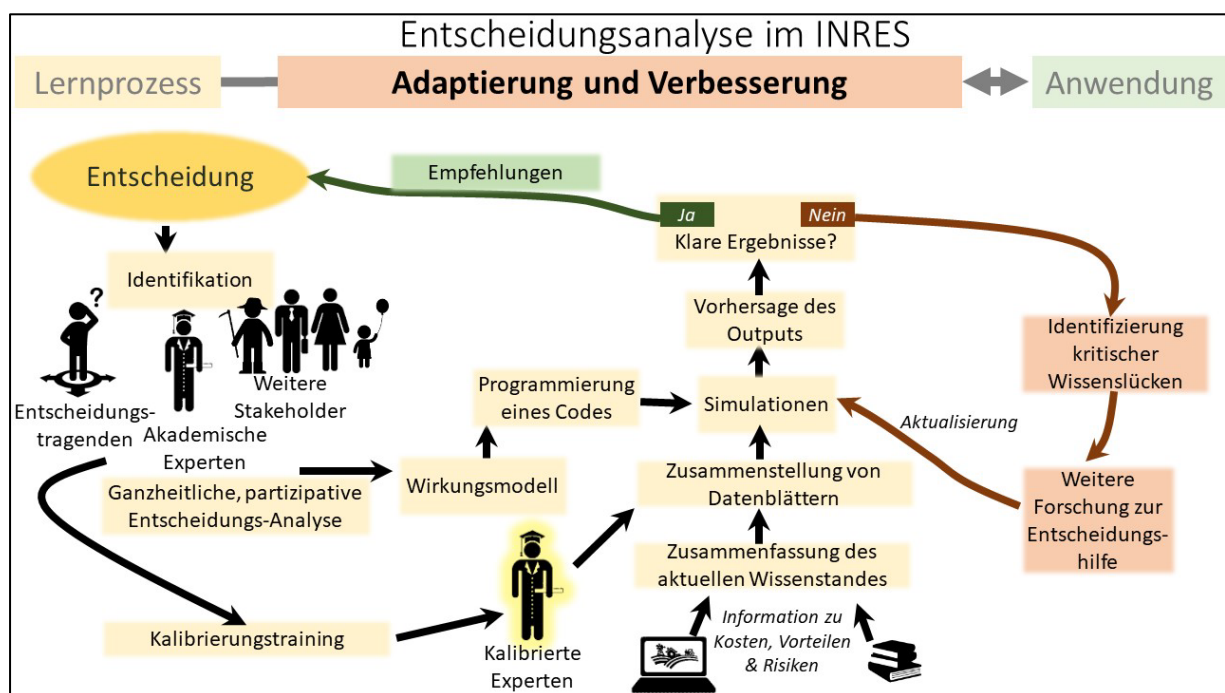 Entscheidungsanalyse im INRES
Lernprozess
Adaptierung und Verbesserung
Anwendung
Entscheidung
Empfehlungen
Ja
Nein
Klare Ergebnisse?
Identifikation
?
Vorhersage des
Outputs
Identifizierung
kritischer
Wissenslücken
Weitere
Stakeholder
Entscheidungs-
tragenden
Akademische
Experten
Programmierung
eines Codes
Simulationen
Aktualisierung
Ganzheitliche, partizipative
Entscheidungs-Analyse
Wirkungsmodell
Zusammenstellung von
Datenblättern
Weitere
Forschung zur
Entscheidungs-
hilfe
Zusammenfassung des
aktuellen Wissenstandes
Kalibrierungstraining
Kalibrierte
Experten
Information zu
Kosten, Vorteilen
& Risiken